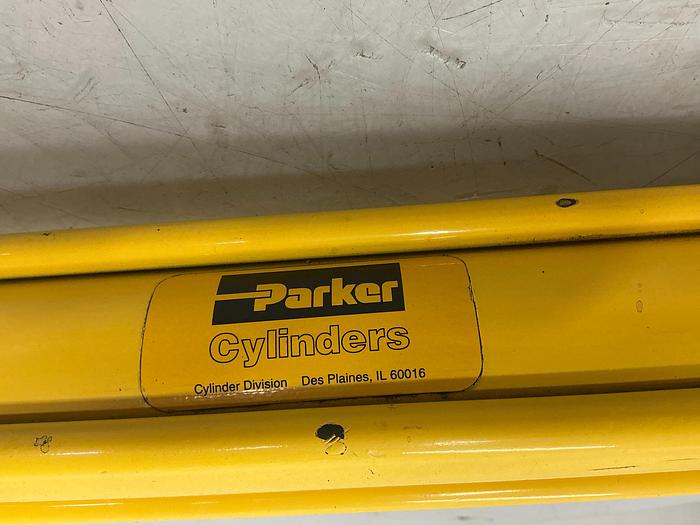 Parker
Cylinders
Cylinder Division Des Plaines, IL 60016